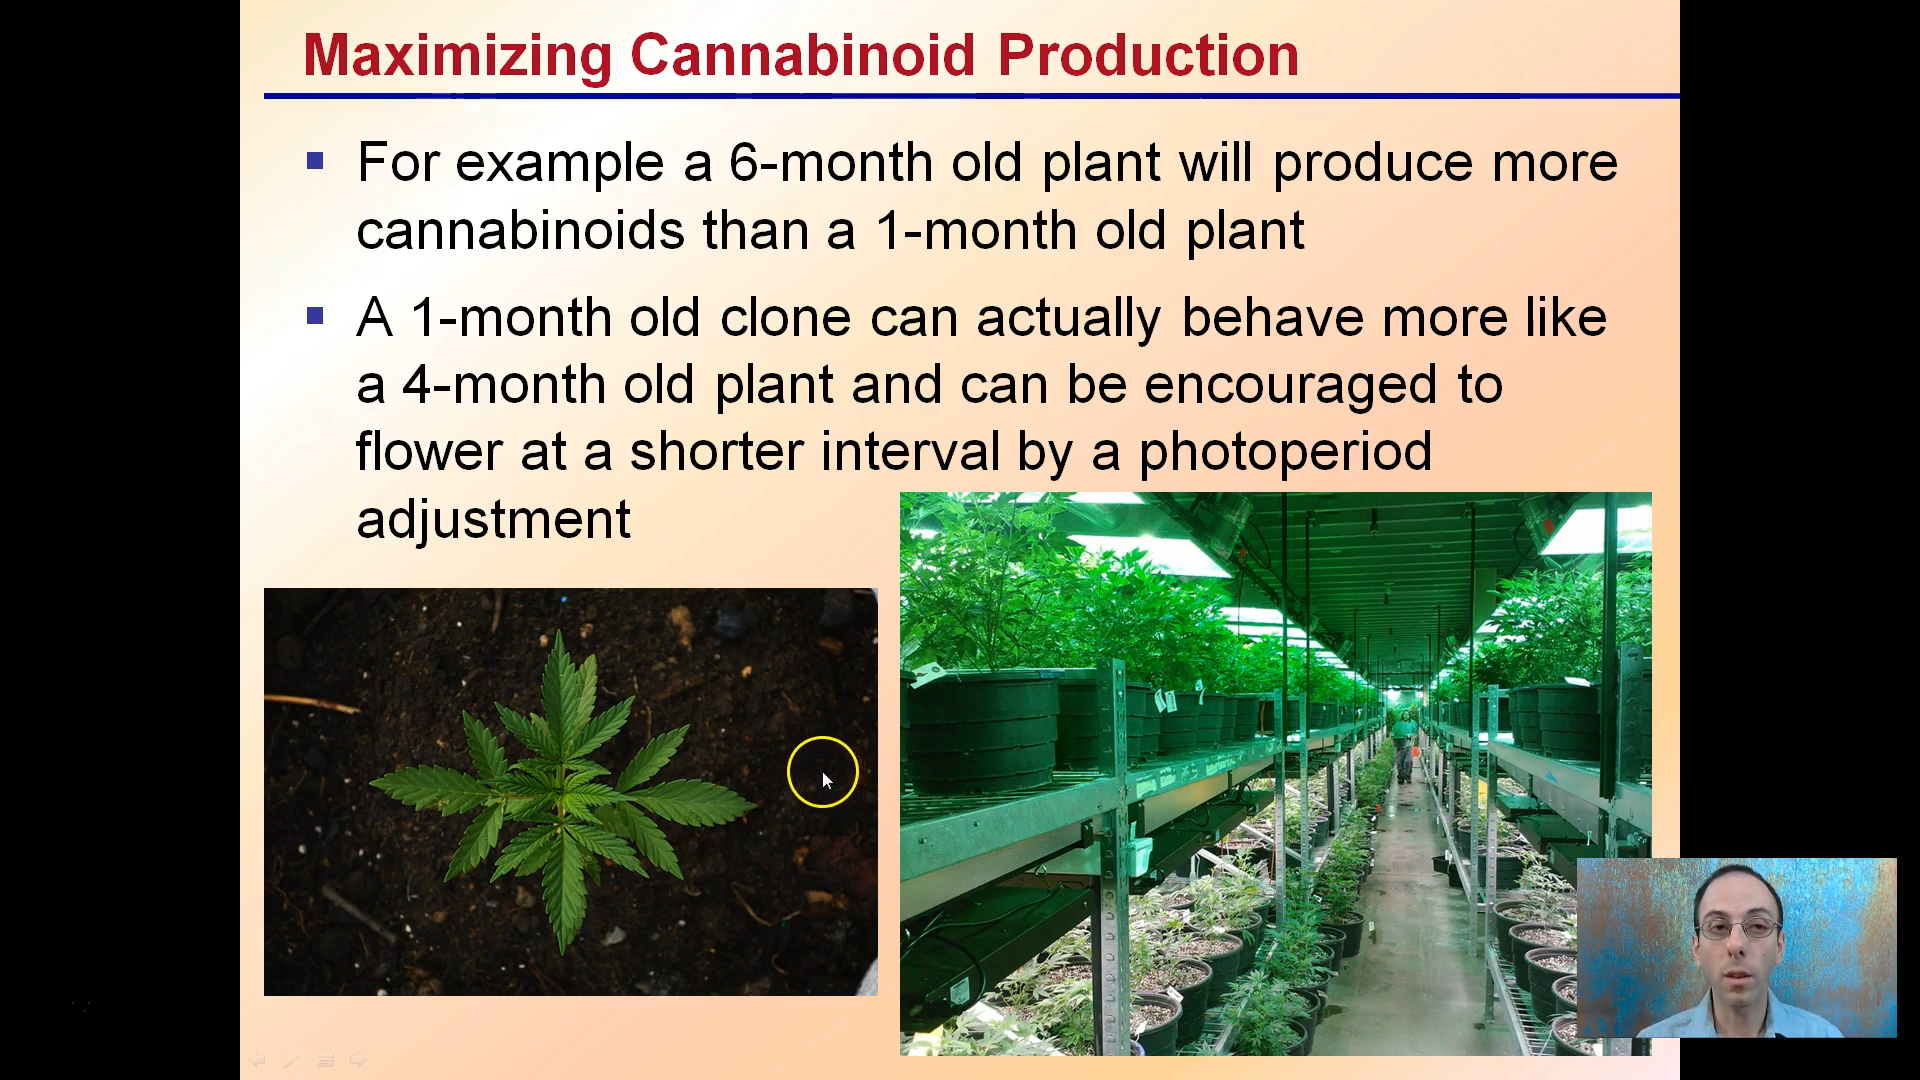 Maximizing Cannabinoid Production
For example a 6-month old plant will produce more
cannabinoids than a 1-month old plant
A 1-month old clone can actually behave more like
a 4-month old plant and can be encouraged to
flower at a shorter interval by a photoperiod
adjustment